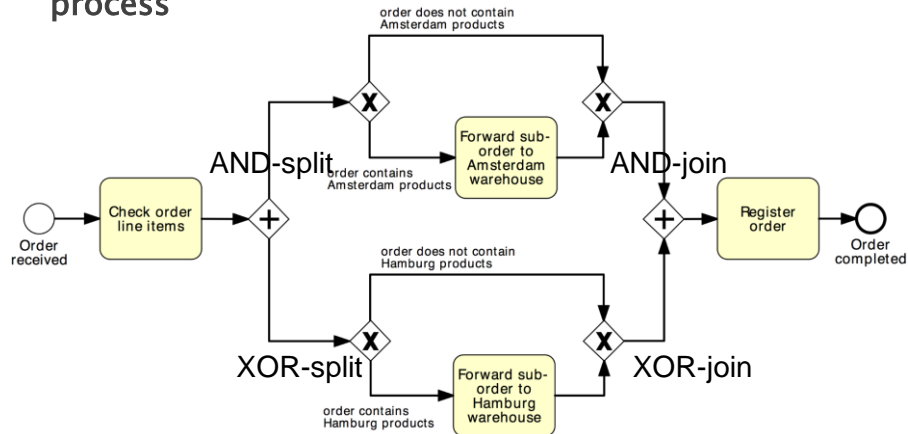 process
order does not contain
Amsterdam products
X
X
AND-split
order contains
Amsterdam products
Forward sub-
order to
Amsterdam
warehouse
AND-join
Order
received
Check order
line items
+
+
Register
order
Order
completed
order does not contain
Hamburg products
X
X
XOR-split
order contains
Hamburg products
Forward sub-
order to
Hamburg
warehouse
XOR-join